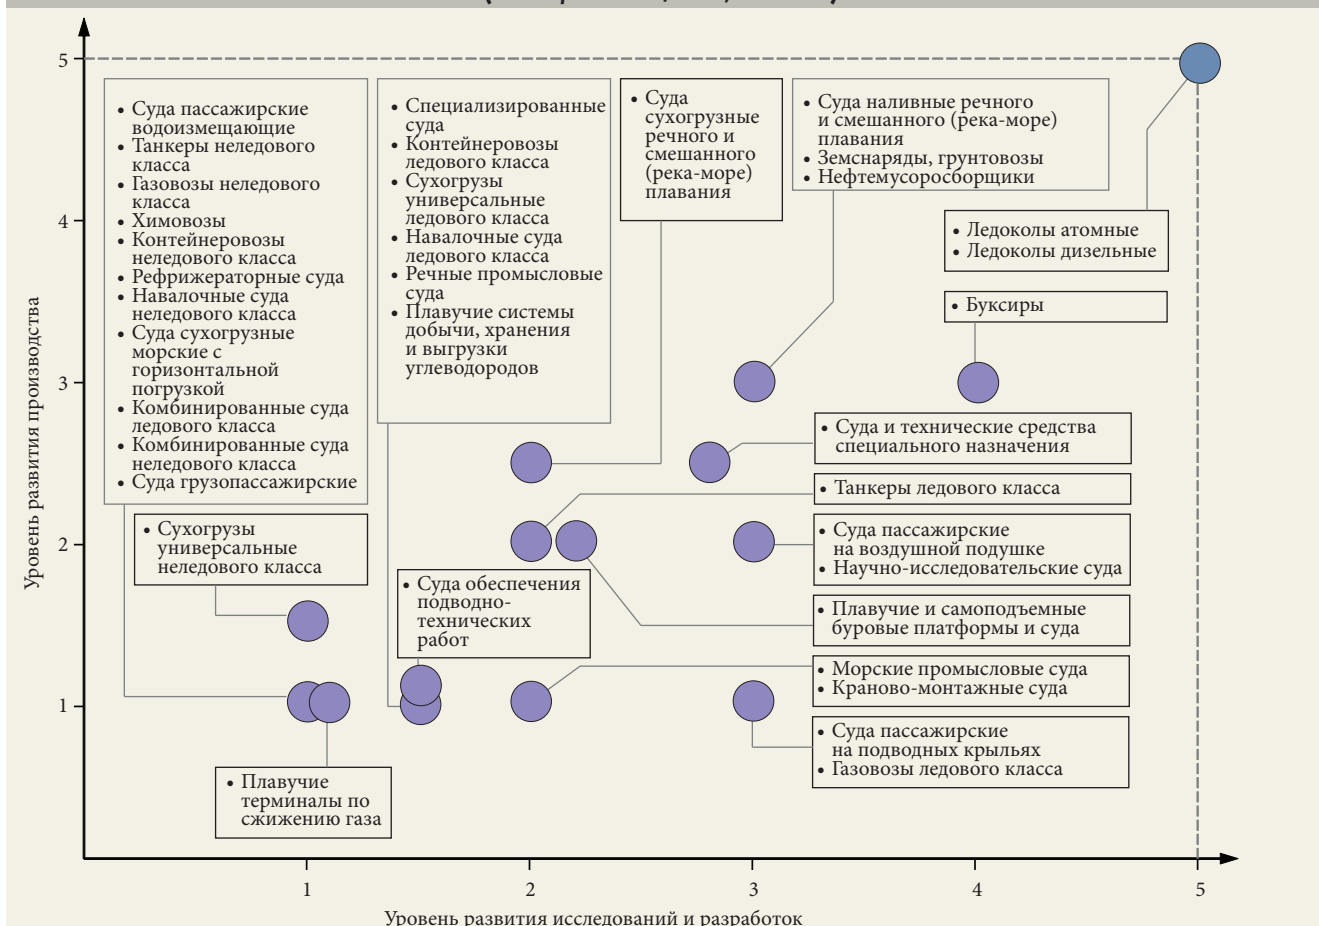 5
• Суда пассажирские
водоизмещающие
• Танкеры неледового
класса
• Газовозы неледового
класса
• Химовозы
• Контейнеровозы
неледового класса
• Рефрижераторные суда
• Навалочные суда
неледового класса
• Суда сухогрузные
морские с
горизонтальной
погрузкой
• Комбинированные суда
ледового класса
• Комбинированные суда
неледового класса
• Суда грузопассажирские
• Специализированные
суда
• Контейнеровозы
ледового класса
• Сухогрузы
универсальные
ледового класса
• Навалочные суда
ледового класса
• Речные промысловые
суда
• Плавучие системы
добычи, хранения
и выгрузки
углеводородов
• Суда
сухогрузные
речного и
смешанного
(река-море)
плавания
• Суда наливные речного
и смешанного (река-море)
плавания
• Земснаряды, грунтовозы
• Нефтемусоросборщики
4
• Ледоколы атомные
• Ледоколы дизельные
• Буксиры
Уровень развития производства
3
• Суда и технические средства
специального назначения
• Танкеры ледового класса
• Сухогрузы
универсальные
неледового класса
2
• Суда пассажирские
на воздушной подушке
• Научно-исследовательские суда
• Суда обеспечения
подводно-
технических
работ
• Плавучие и самоподъемные
буровые платформы и суда
• Морские промысловые суда
• Краново-монтажные суда
1
• Суда пассажирские
на подводных крыльях
• Газовозы ледового класса
• Плавучие
терминалы по
сжижению газа
1
2
3
4
5
Уровень развития исследований и разработок